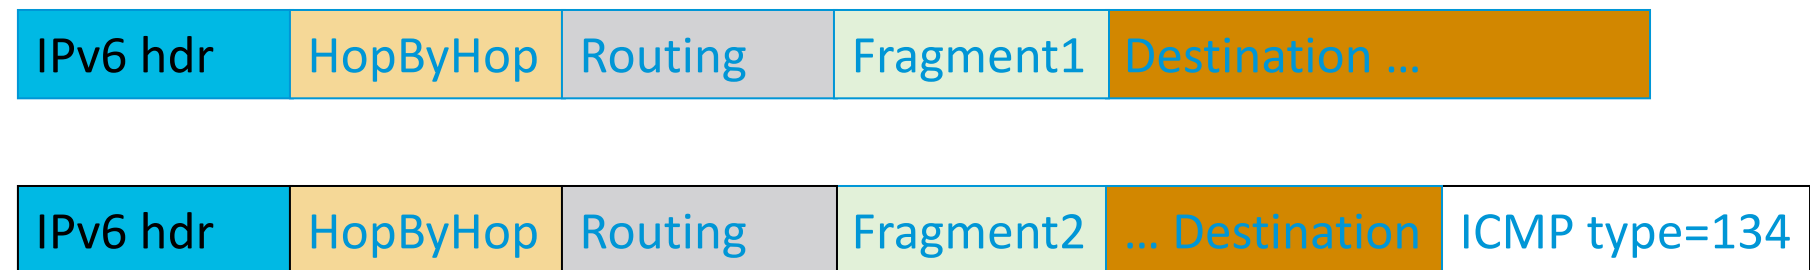 IPv6 hdr HopByHop Routing Fragment1 Destination ...
IPv6 hdr HopByHop Routing Fragment2 ... Destination ICMP type=134